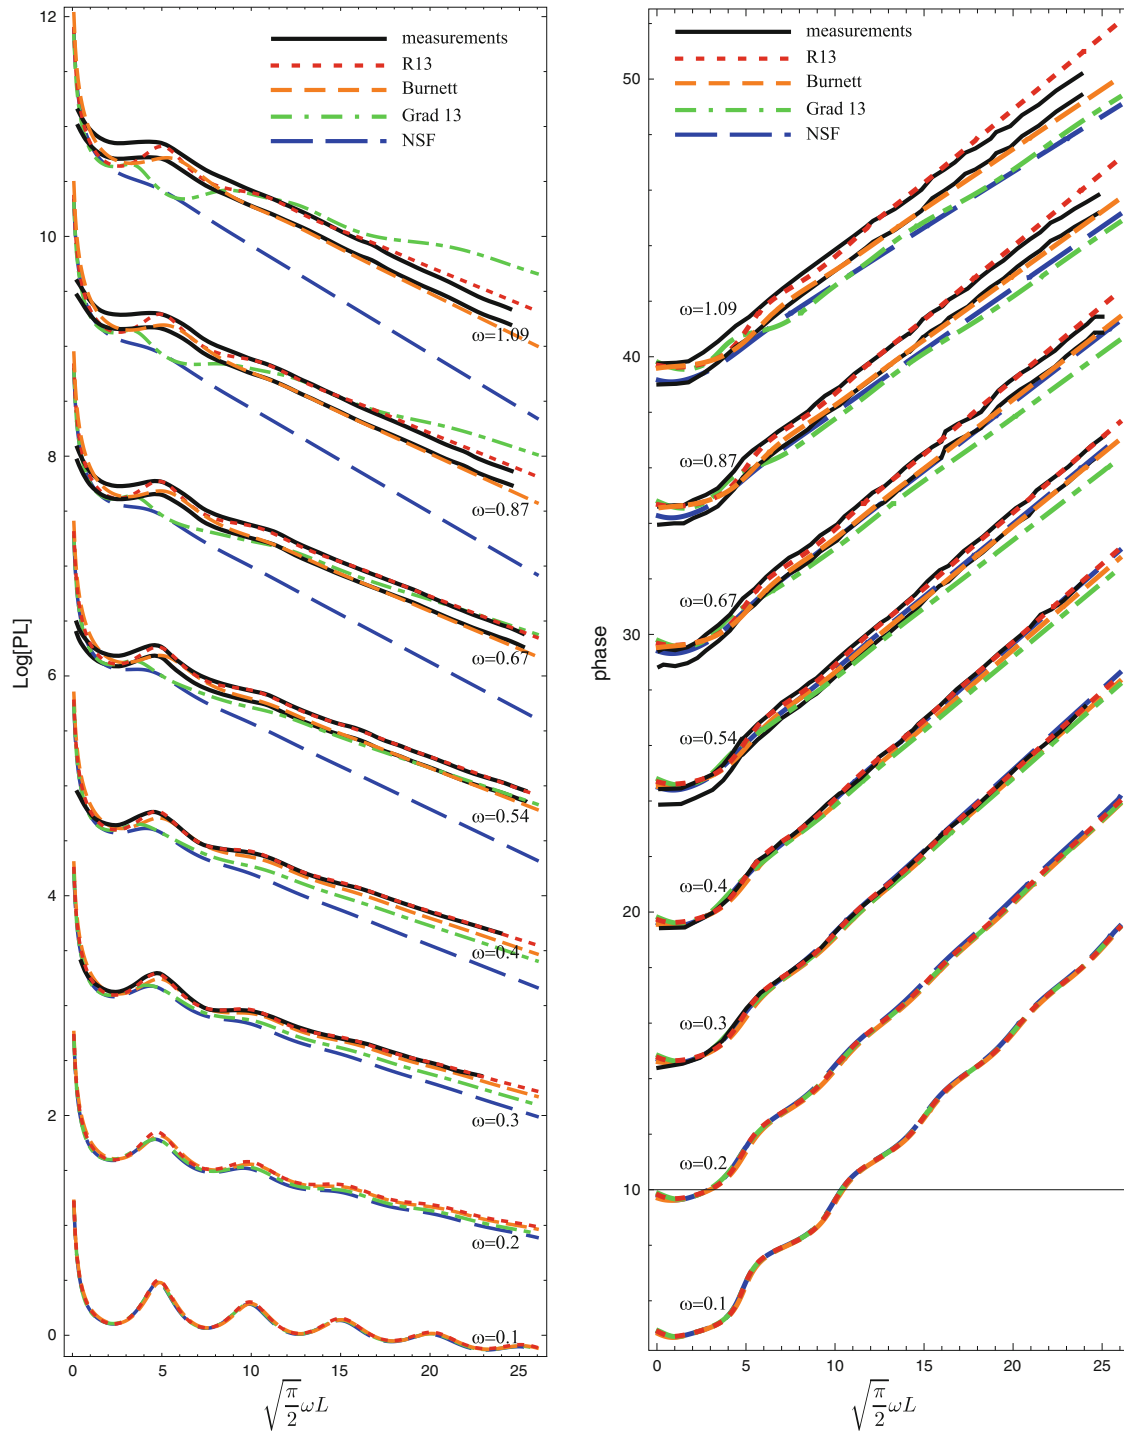 12
10
8
6
4
2
0
Log[PL]
measurements
R13
Burnett
Grad 13
NSF
ω=1.09
ω=0.87
ω=0.67
ω=0.54
ω=0.4
ω=0.3
ω=0.2
ω=0.1
0 5 10 15 20 25
√π/2 ωL
50
40
30
20
10
phase
measurements
R13
Burnett
Grad 13
NSF
ω=1.09
ω=0.87
ω=0.67
ω=0.54
ω=0.4
ω=0.3
ω=0.2
ω=0.1
0 5 10 15 20 25
√π/2 ωL